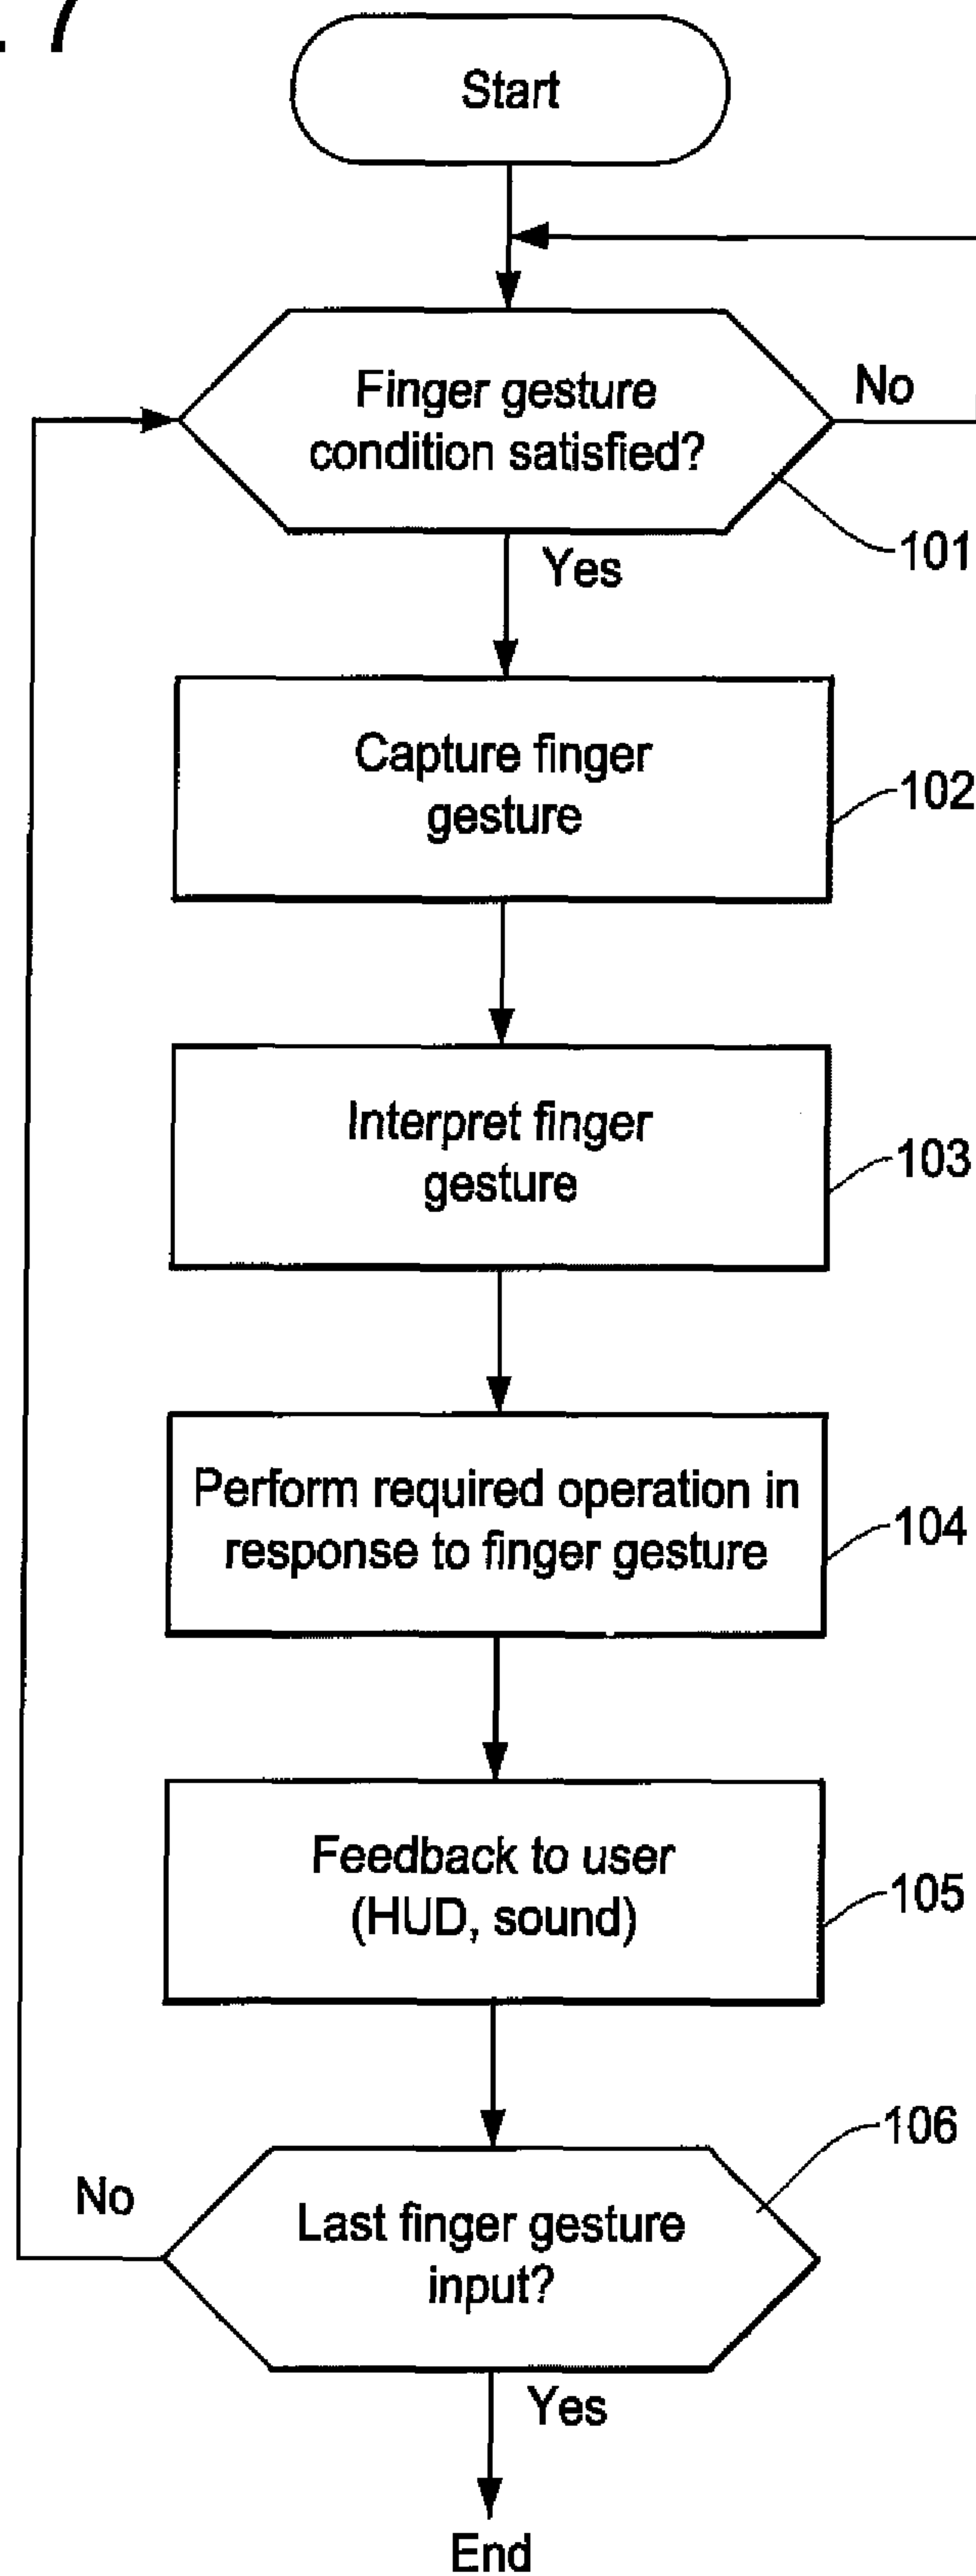 . 7
Start
Finger gesture
condition satisfied?
No
101
Yes
Capture finger
gesture
102
Interpret finger
gesture
103
Perform required operation in
response to finger gesture
104
Feedback to user
(HUD, sound)
105
106
No
Last finger gesture
input?
Yes
End